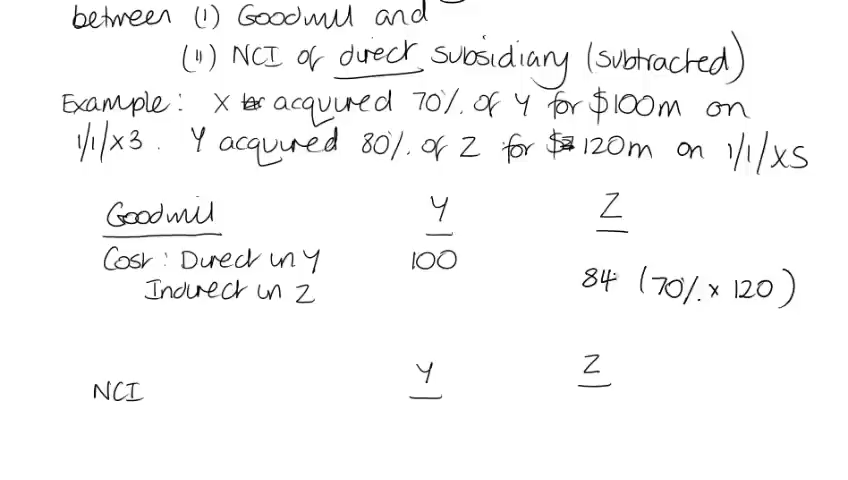 between (i) Goodwill and
(ii) NCI of direct subsidiary (subtracted)
Example: X acquired 70% of Y for $100m on
1/1/X3. Y acquired 80% of Z for $120m on 1/1/X5
Goodwill Y Z
Cost: Direct in Y 100
Indirect in Z 84 (70% x 120)
Y Z
NCI